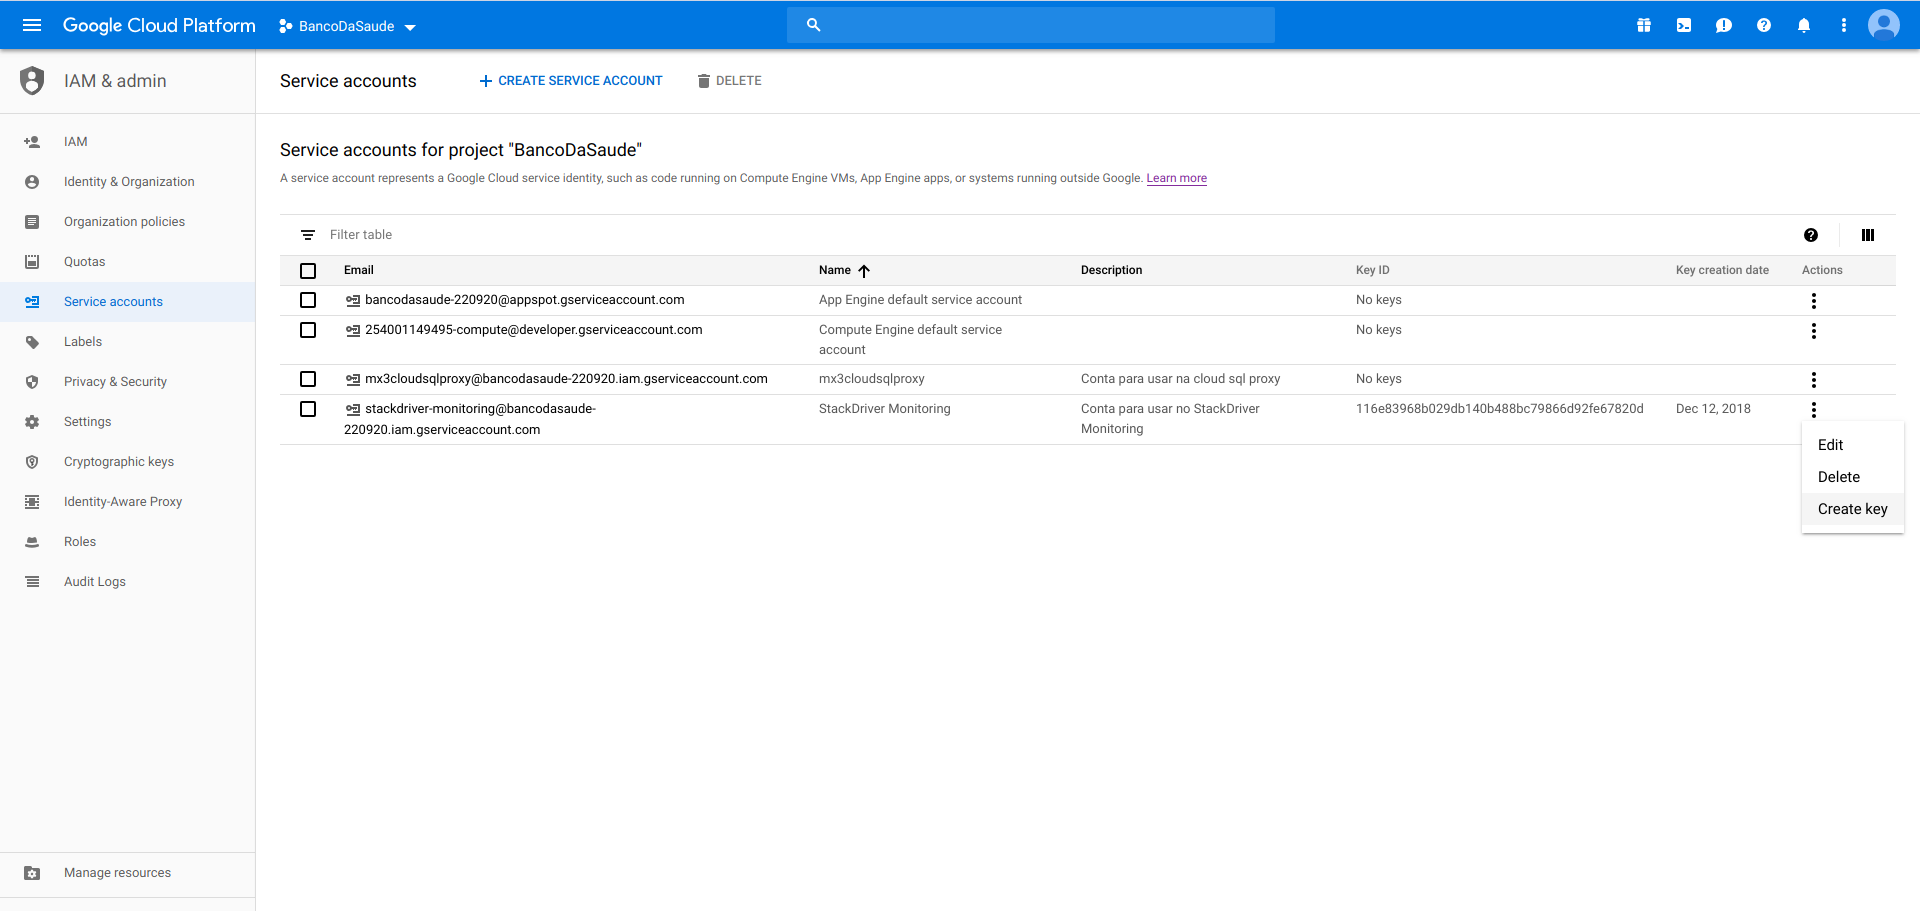 Google Cloud Platform
BancoDaSaude
IAM & admin
Service accounts
CREATE SERVICE ACCOUNT
DELETE
IAM
Identity & Organization
Organization policies
Quotas
Service accounts
Labels
Privacy & Security
Settings
Cryptographic keys
Identity-Aware Proxy
Roles
Audit Logs
Manage resources
Service accounts for project "BancoDaSaude"
A service account represents a Google Cloud service identity, such as code running on Compute Engine VMs, App Engine apps, or systems running outside Google. Learn more
Filter table
Email Name Description Key ID Key creation date Actions
bancodasaude-220920@appspot.gserviceaccount.com App Engine default service account No keys
254001149495-compute@developer.gserviceaccount.com Compute Engine default service No keys
account
mx3cloudsqlproxy@bancodasaude-220920.iam.gserviceaccount.com mx3cloudsqlproxy Conta para usar na cloud sql proxy No keys
stackdriver-monitoring@bancodasaude- StackDriver Monitoring Conta para usar no StackDriver 116e83968b029db140b488bc79866d92fe67820d Dec 12, 2018
220920.iam.gserviceaccount.com Monitoring
Edit
Delete
Create key